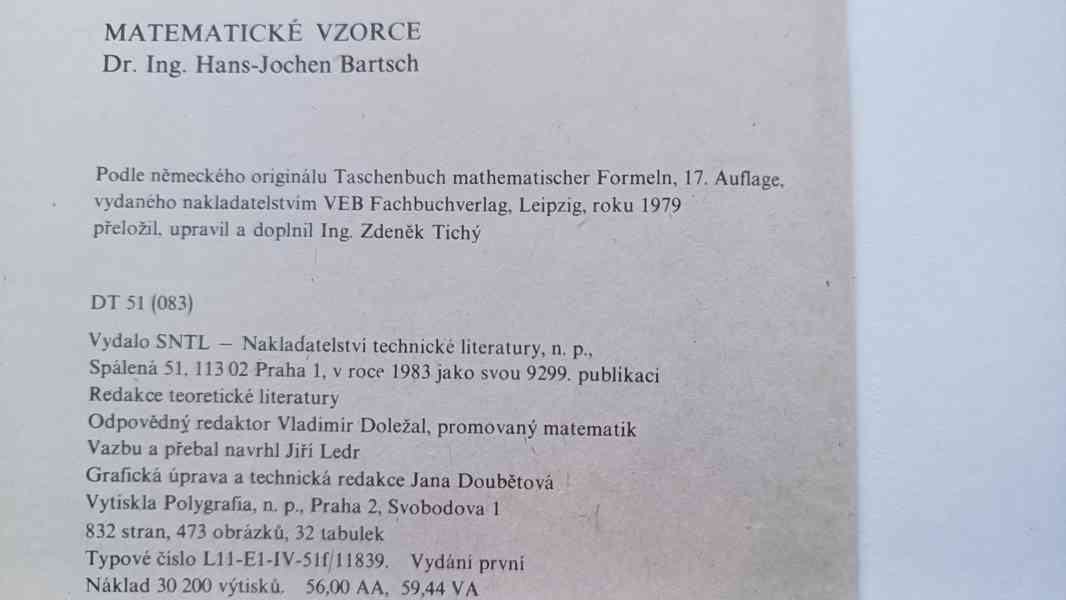 MATEMATICKÉ VZORCE
Dr. Ing. Hans-Jochen Bartsch
Podle německého originálu Taschenbuch mathematischer Formeln, 17. Auflage,
vydaného nakladatelstvím VEB Fachbuchverlag, Leipzig, roku 1979
přeložil, upravil a doplnil Ing. Zdeněk Tichý
DT 51 (083)
Vydalo SNTL — Nakladatelství technické literatury, n. p.,
Spálená 51, 113 02 Praha 1, v roce 1983 jako svou 9299. publikaci
Redakce teoretické literatury
Odpovědný redaktor Vladimír Doležal, promovaný matematik
Vazbu a přebal navrhl Jiří Ledr
Grafická úprava a technická redakce Jana Doubětová
Vytiskla Polygrafia, n. p., Praha 2, Svobodova 1
832 stran, 473 obrázků, 32 tabulek
Typové číslo L11-E1-IV-51f/11839. Vydání první
Náklad 30 200 výtisků. 56,00 AA, 59,44 VA